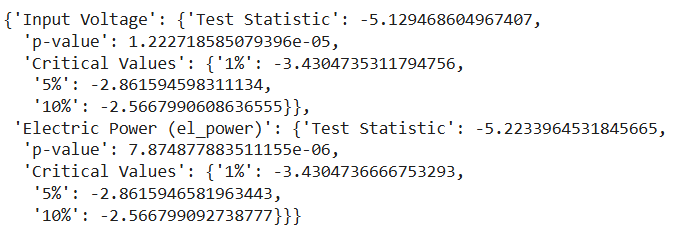 {'Input Voltage': {'Test Statistic': -5.129468604967407,
'p-value': 1.222718585079396e-05,
'Critical Values': {'1%': -3.4304735311794756,
'5%': -2.861594598311134,
'10%': -2.5667990608636555}},
'Electric Power (el_power)': {'Test Statistic': -5.2233964531845665,
'p-value': 7.874877883511155e-06,
'Critical Values': {'1%': -3.4304736666753293,
'5%': -2.8615946581963443,
'10%': -2.566799092738777}}}